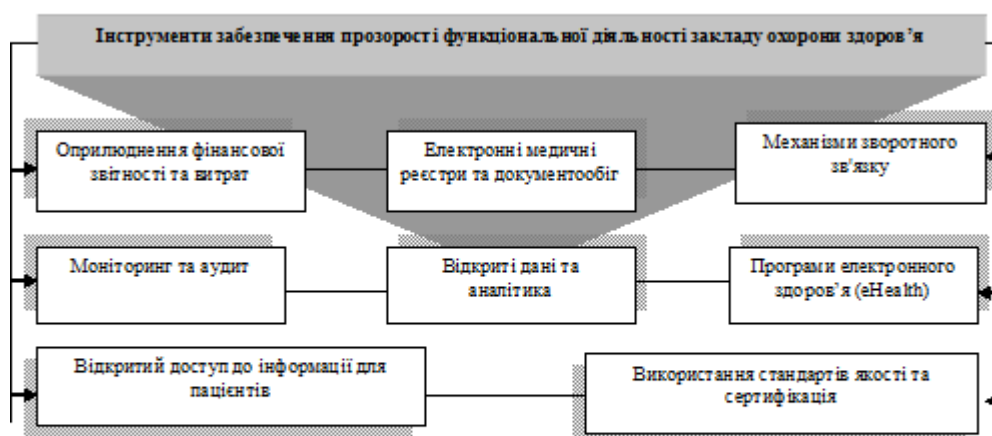 Інструменти забезпечення прозорості функціональної діяльності закладу охорони здоров’я
Оприлюднення фінансової
звітності та витрат
Електронні медичні
реєстри та документообіг
Механізми зворотного
зв'язку
Моніторинг та аудит
Відкриті дані та
аналітика
Програми електронного
здоров’я (eHealth)
Відкритий доступ до інформації для
пацієнтів
Використання стандартів якості та
сертифікація